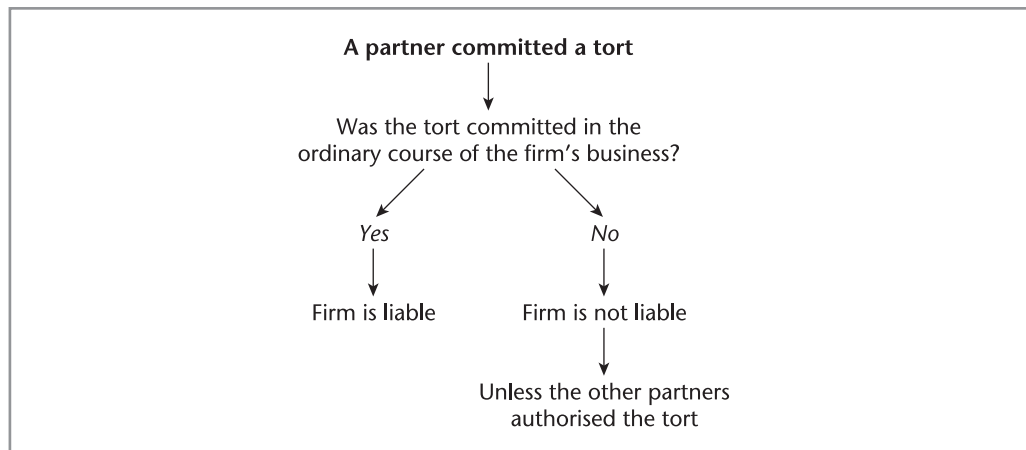 A partner committed a tort
Was the tort committed in the
ordinary course of the firm's business?
Yes
No
Firm is liable
Firm is not liable
Unless the other partners
authorised the tort